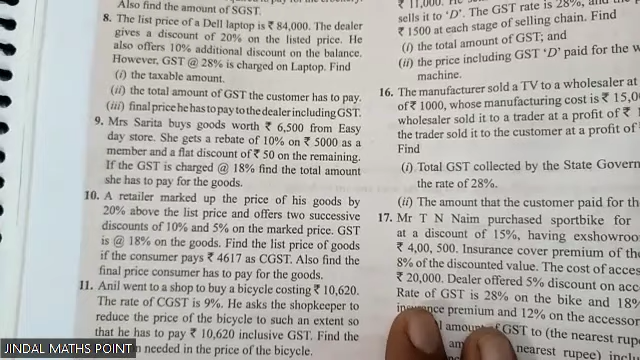 Also find the amount of SGST.
8. The list price of a Dell laptop is ₹ 84,000. The dealer
gives a discount of 20% on the listed price. He
also offers 10% additional discount on the balance.
However, GST @ 28% is charged on Laptop. Find
(i) the taxable amount.
(ii) the total amount of GST the customer has to pay.
(iii) final price he has to pay to the dealer including GST.
9. Mrs Sarita buys goods worth ₹ 6,500 from Easy
day store. She gets a rebate of 10% on ₹ 5000 as a
member and a flat discount of ₹ 50 on the remaining.
If the GST is charged @ 18% find the total amount
she has to pay for the goods.
10. A retailer marked up the price of his goods by
20% above the list price and offers two successive
discounts of 10% and 5% on the marked price. GST
is @ 18% on the goods. Find the list price of goods
if the consumer pays ₹ 4617 as CGST. Also find the
final price consumer has to pay for the goods.
11. Anil went to a shop to buy a bicycle costing ₹ 10,620.
The rate of CGST is 9%. He asks the shopkeeper to
reduce the price of the bicycle to such an extent so
that he has to pay ₹ 10,620 inclusive GST. Find the
needed in the price of the bicycle.
₹ 11,000. He
sells it to 'D'. The GST rate is 28%, and
₹ 1500 at each stage of selling chain. Find
(i) the total amount of GST; and
(ii) the price including GST 'D' paid for the
machine.
16. The manufacturer sold a TV to a wholesaler at
of ₹ 1000, whose manufacturing cost is ₹ 15,0
wholesaler sold it to a trader at a profit of ₹
the trader sold it to the customer at a profit of
Find
(i) Total GST collected by the State Govern
the rate of 28%.
(ii) The amount that the customer paid for th
17. Mr T N Naim purchased sportbike for
at a discount of 15%, having exshowroo
₹ 4,00, 500. Insurance cover premium of the
8% of the discounted value. The cost of acces
₹ 20,000. Dealer offered 5% discount on acc
Rate of GST is 28% on the bike and 18%
insurance premium and 12% on the accessor
amount of GST to (the nearest rup
nearest rupee) inclu
JINDAL MATHS POINT